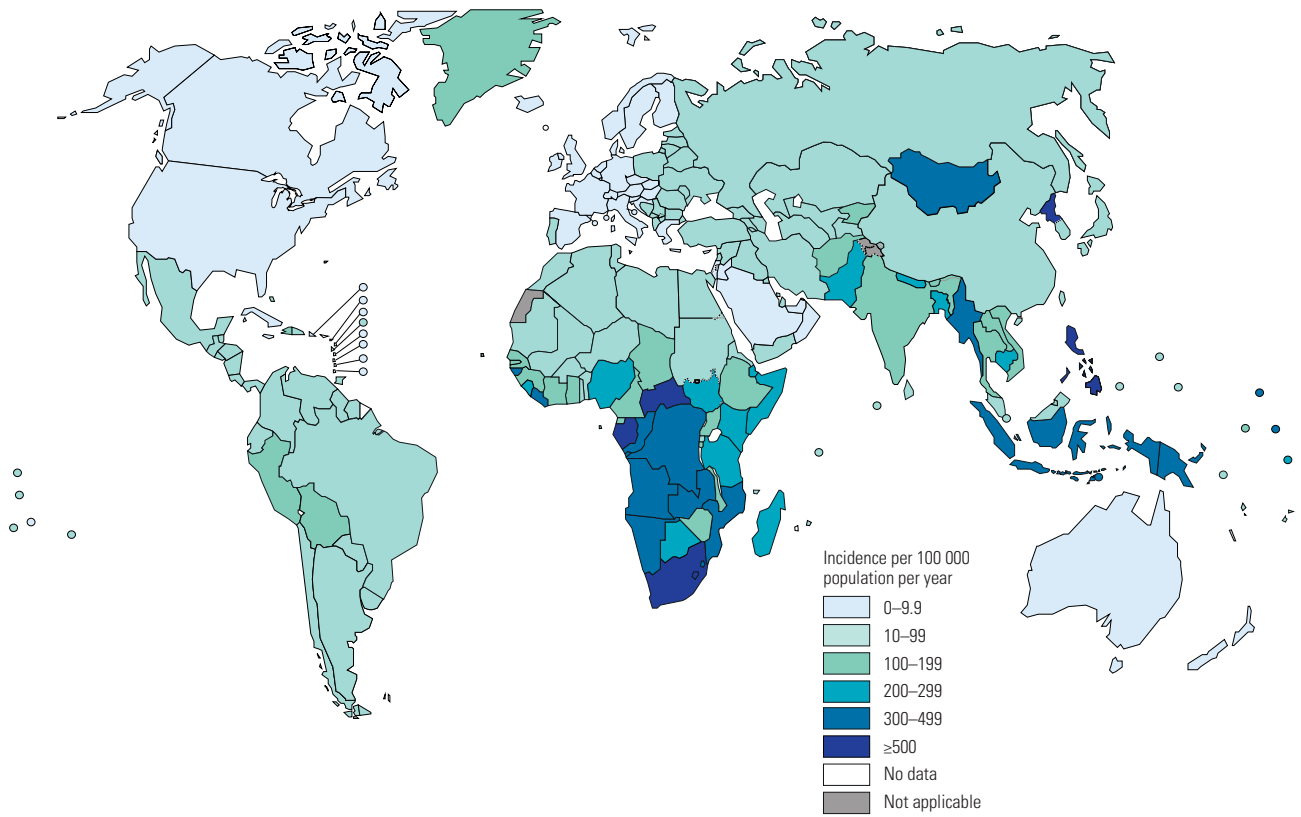 Incidence per 100 000
population per year
0–9.9
10–99
100–199
200–299
300–499
≥500
No data
Not applicable